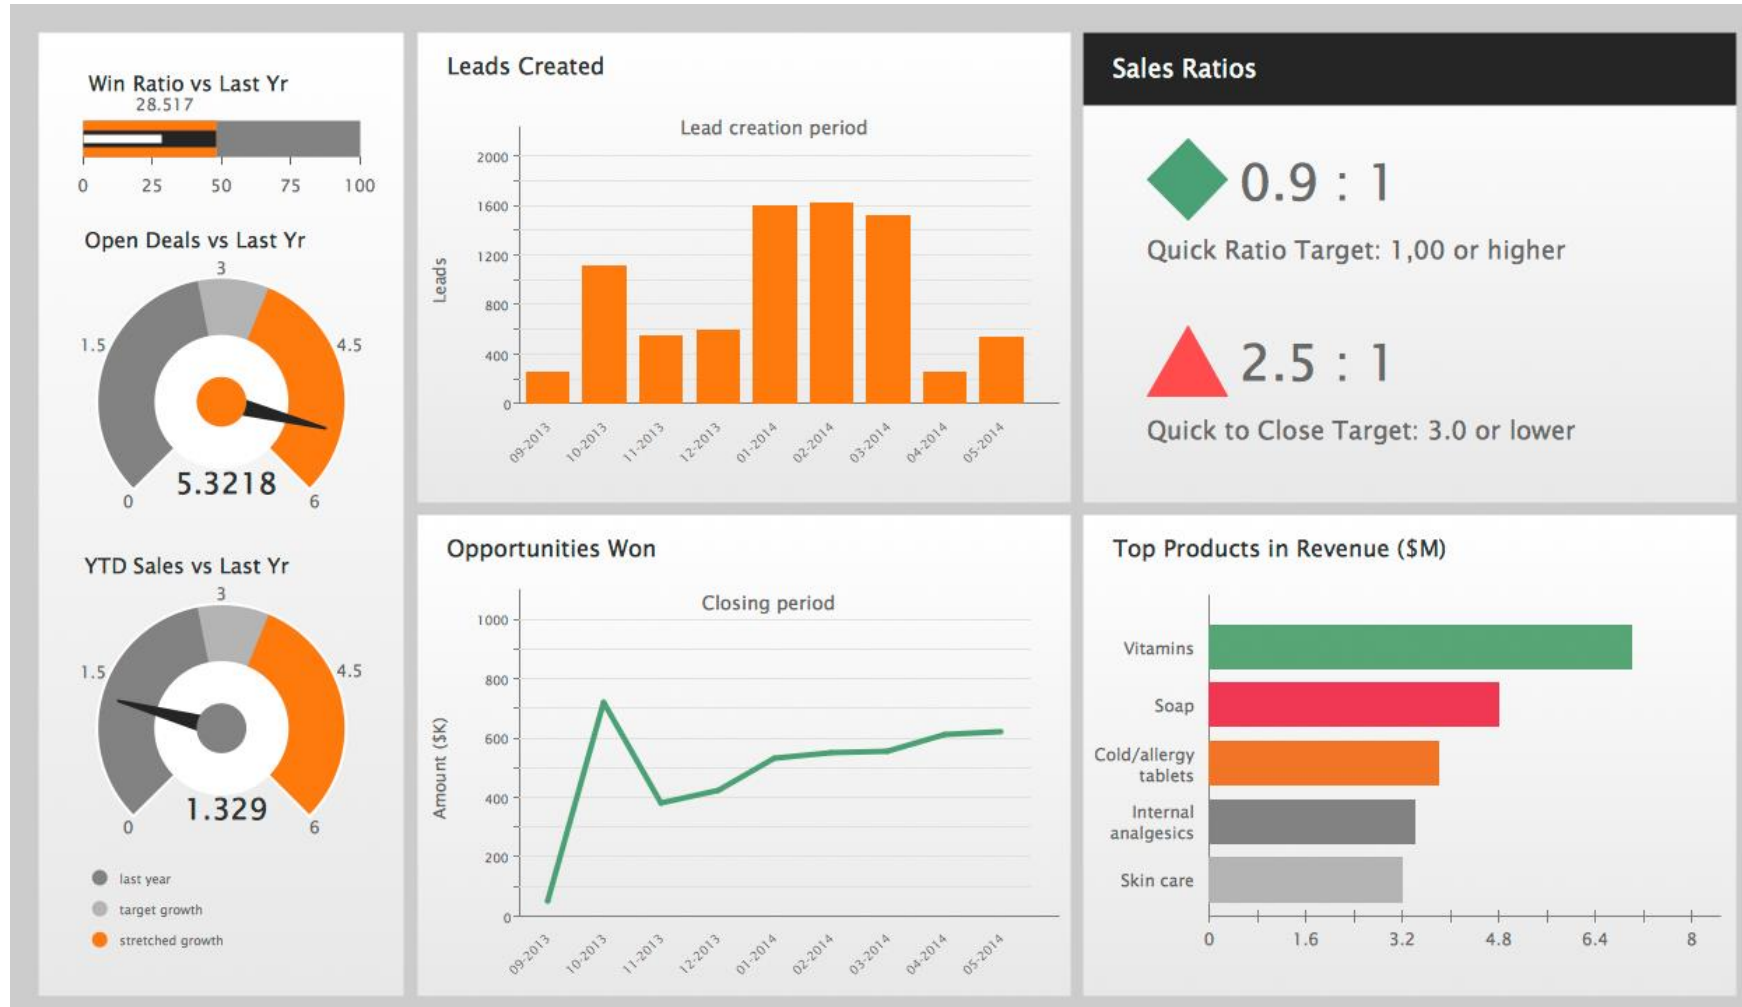 Win Ratio vs Last Yr
28.517
0 25 50 75 100
Open Deals vs Last Yr
3
1.5 4.5
0 6
5.3218
YTD Sales vs Last Yr
3
1.5 4.5
0 6
1.329
last year
target growth
stretched growth
Leads Created
Lead creation period
Leads
2000
1600
1200
800
400
0
09-2013 10-2013 11-2013 12-2013 01-2014 02-2014 03-2014 04-2014 05-2014
Sales Ratios
0.9 : 1
Quick Ratio Target: 1,00 or higher
2.5 : 1
Quick to Close Target: 3.0 or lower
Opportunities Won
Closing period
Amount ($K)
1000
800
600
400
200
0
09-2013 10-2013 11-2013 12-2013 01-2014 02-2014 03-2014 04-2014 05-2014
Top Products in Revenue ($M)
Vitamins
Soap
Cold/allergy
tablets
Internal
analgesics
Skin care
0 1.6 3.2 4.8 6.4 8